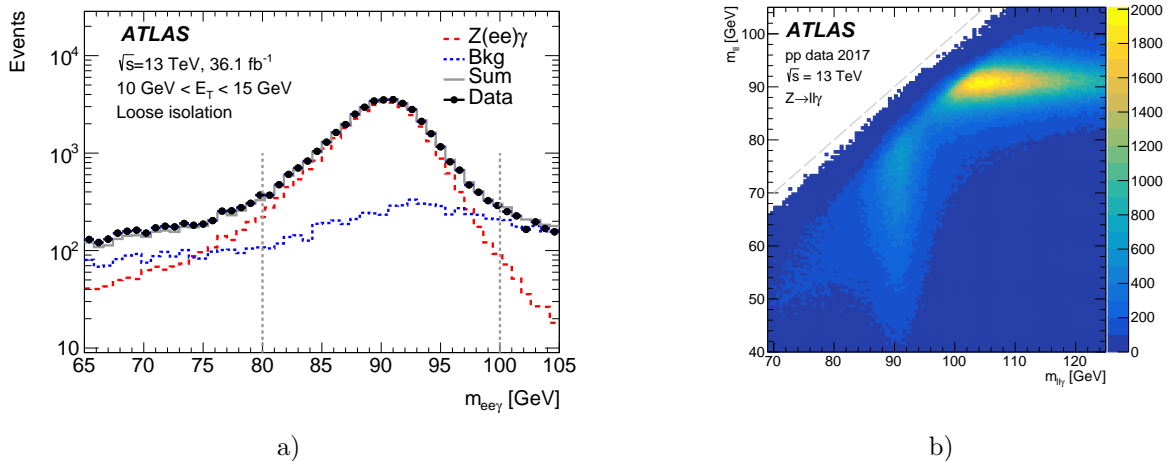 ATLAS
√s=13 TeV, 36.1 fb⁻¹
10 GeV < E_T < 15 GeV
Loose isolation
Z(ee)γ
Bkg
Sum
Data
Events
10⁴
10³
10²
10
65 70 75 80 85 90 95 100 105
m_eeγ [GeV]
a)
ATLAS
pp data 2017
√s = 13 TeV
Z→llγ
m_ll [GeV]
100
90
80
70
60
50
40
70 80 90 100 110 120
m_llγ [GeV]
2000
1800
1600
1400
1200
1000
800
600
400
200
0
b)